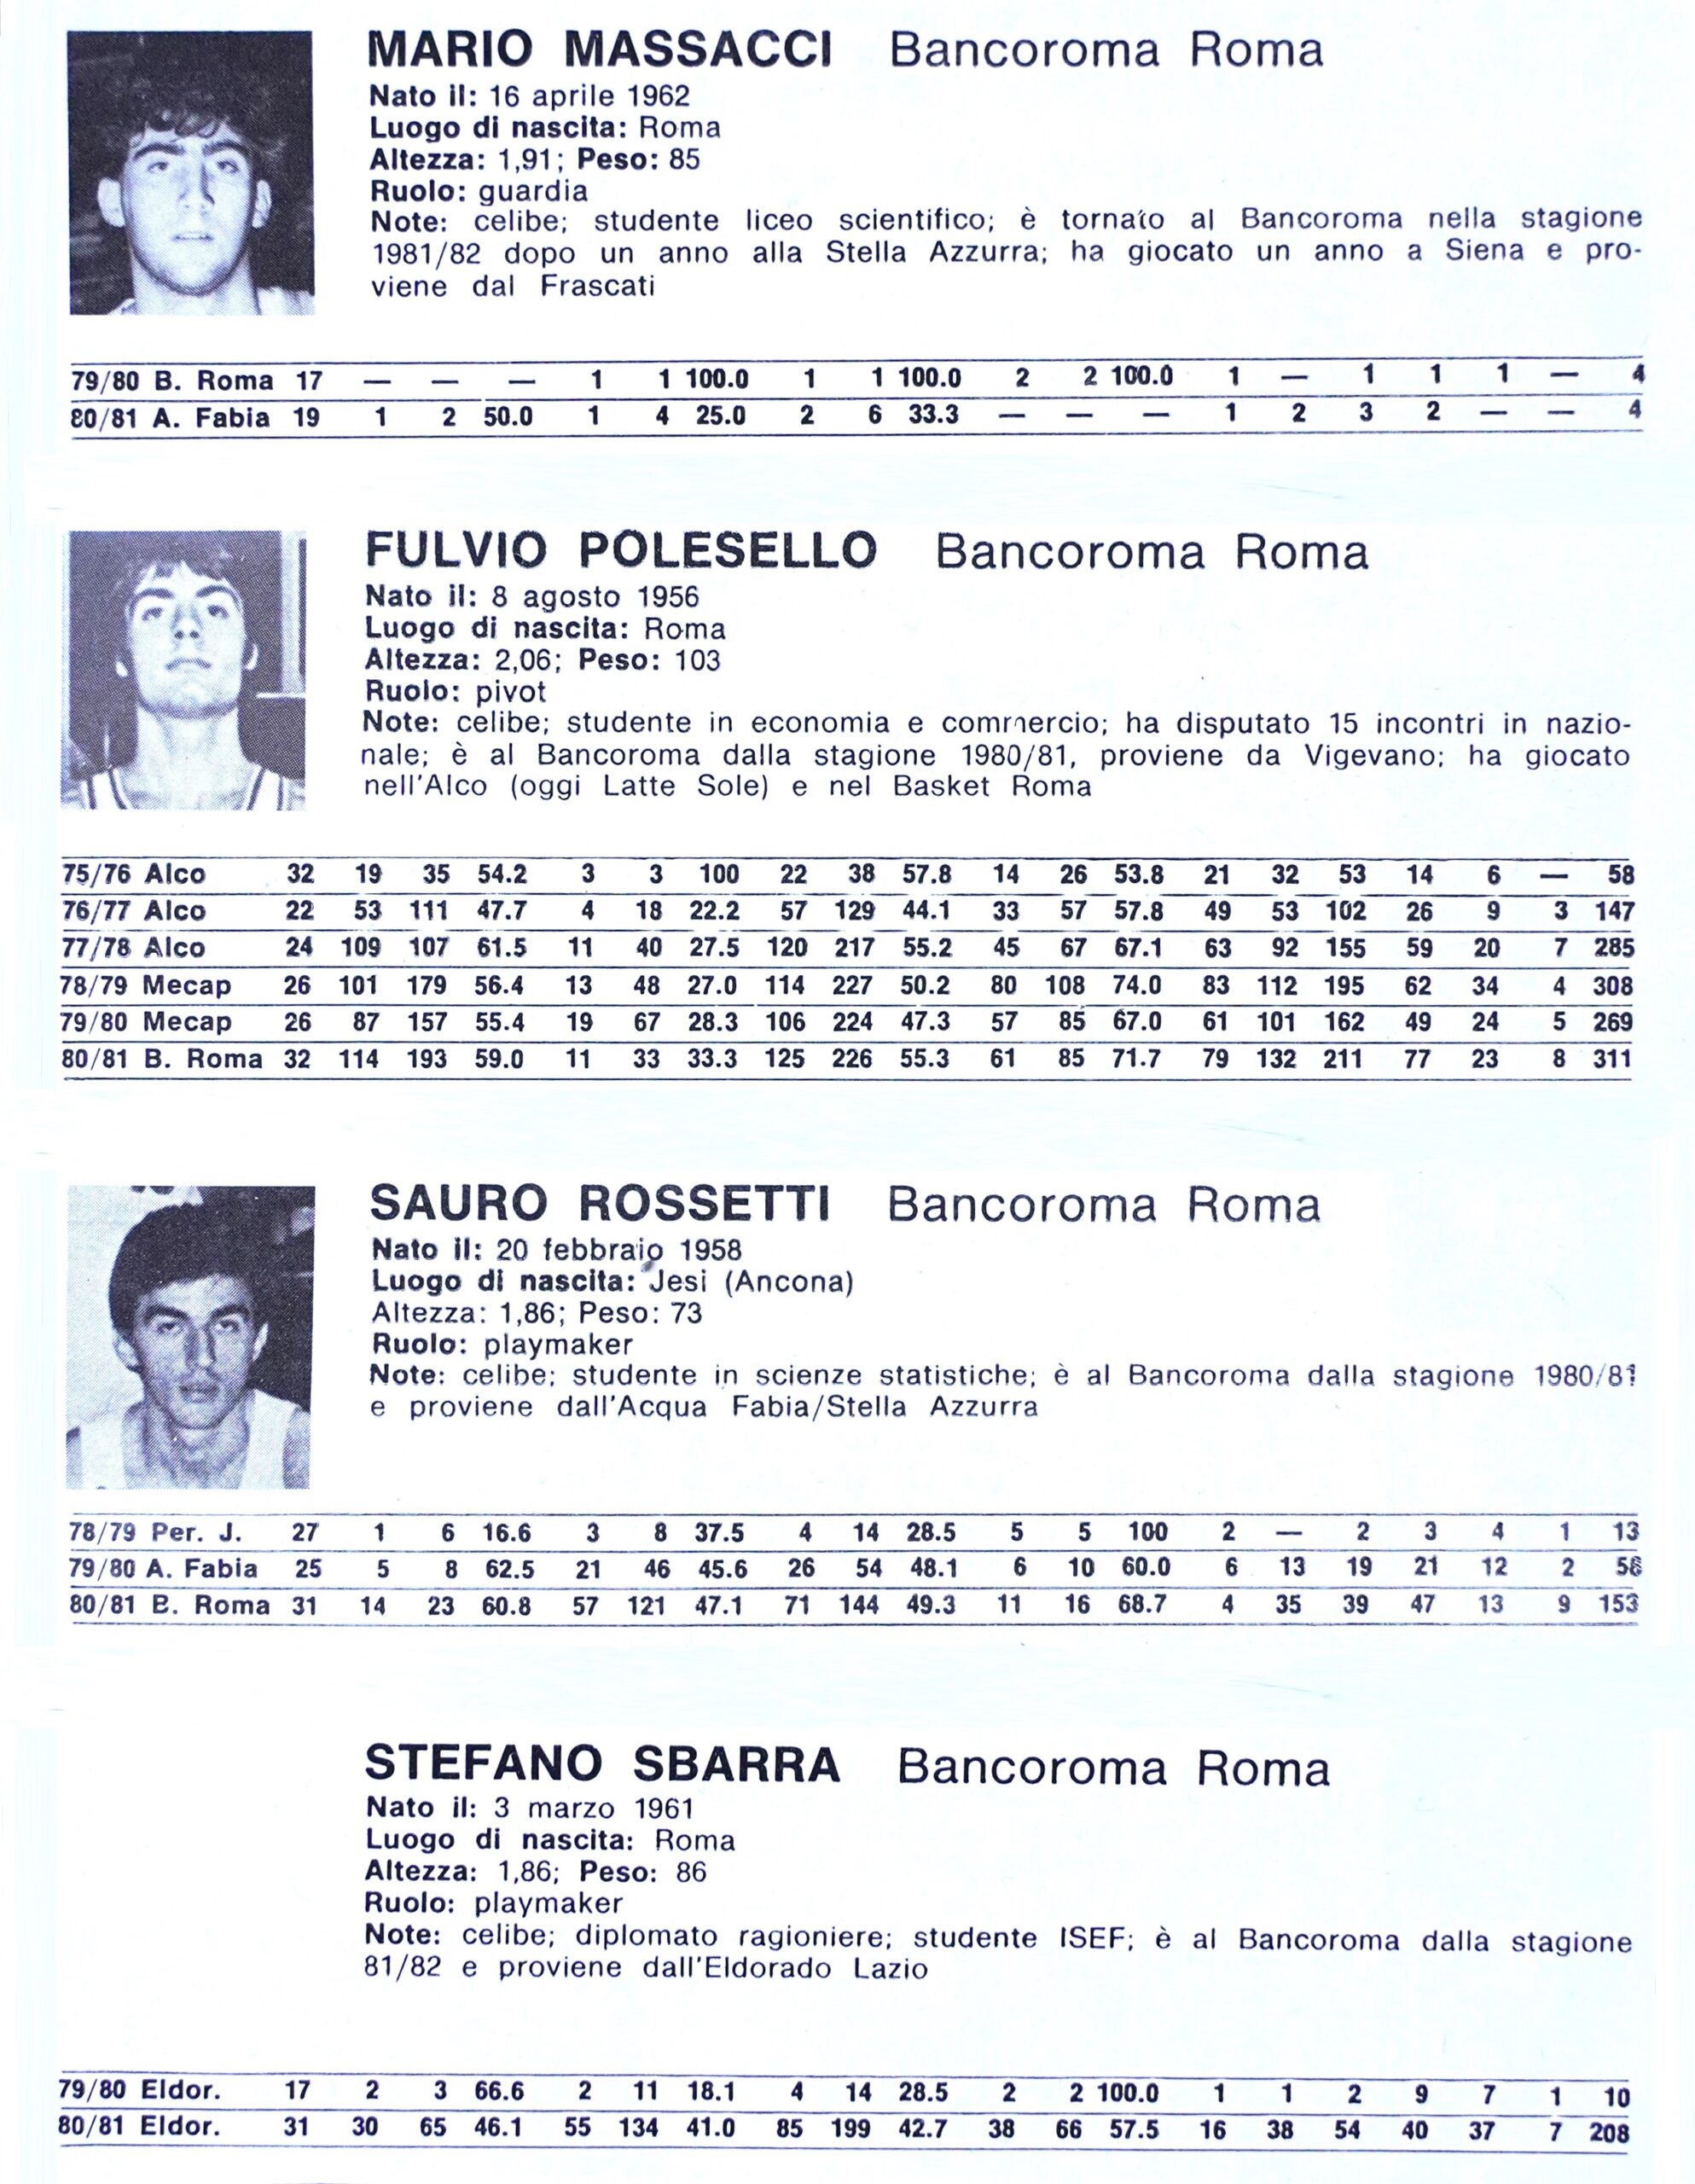 MARIO MASSACCI Bancoroma Roma
Nato il: 16 aprile 1962
Luogo di nascita: Roma
Altezza: 1,91; Peso: 85
Ruolo: guardia
Note: celibe; studente liceo scientifico; è tornato al Bancoroma nella stagione
1981/82 dopo un anno alla Stella Azzurra; ha giocato un anno a Siena e pro-
viene dal Frascati
79/80 B. Roma 17 — — — 1 1 100.0 1 1 100.0 2 2 100.0 1 — 1 1 1 — 4
80/81 A. Fabia 19 1 2 50.0 1 4 25.0 2 6 33.3 — — — 1 2 3 2 — — 4
FULVIO POLESELLO Bancoroma Roma
Nato il: 8 agosto 1956
Luogo di nascita: Roma
Altezza: 2,06; Peso: 103
Ruolo: pivot
Note: celibe; studente in economia e commercio; ha disputato 15 incontri in nazio-
nale; è al Bancoroma dalla stagione 1980/81, proviene da Vigevano; ha giocato
nell'Alco (oggi Latte Sole) e nel Basket Roma
75/76 Alco 32 19 35 54.2 3 3 100 22 38 57.8 14 26 53.8 21 32 53 14 6 — 58
76/77 Alco 22 53 111 47.7 4 18 22.2 57 129 44.1 33 57 57.8 49 53 102 26 9 3 147
77/78 Alco 24 109 107 61.5 11 40 27.5 120 217 55.2 45 67 67.1 63 92 155 59 20 7 285
78/79 Mecap 26 101 179 56.4 13 48 27.0 114 227 50.2 80 108 74.0 83 112 195 62 34 4 308
79/80 Mecap 26 87 157 55.4 19 67 28.3 106 224 47.3 57 85 67.0 61 101 162 49 24 5 269
80/81 B. Roma 32 114 193 59.0 11 33 33.3 125 226 55.3 61 85 71.7 79 132 211 77 23 8 311
SAURO ROSSETTI Bancoroma Roma
Nato il: 20 febbraio 1958
Luogo di nascita: Jesi (Ancona)
Altezza: 1,86; Peso: 73
Ruolo: playmaker
Note: celibe; studente in scienze statistiche; è al Bancoroma dalla stagione 1980/81
e proviene dall'Acqua Fabia/Stella Azzurra
78/79 Per. J. 27 1 6 16.6 3 8 37.5 4 14 28.5 5 5 100 2 — 2 3 4 1 13
79/80 A. Fabia 25 5 8 62.5 21 46 45.6 26 54 48.1 6 10 60.0 6 13 19 21 12 2 58
80/81 B. Roma 31 14 23 60.8 57 121 47.1 71 144 49.3 11 16 68.7 4 35 39 47 13 9 153
STEFANO SBARRA Bancoroma Roma
Nato il: 3 marzo 1961
Luogo di nascita: Roma
Altezza: 1,86; Peso: 86
Ruolo: playmaker
Note: celibe; diplomato ragioniere; studente ISEF; è al Bancoroma dalla stagione
81/82 e proviene dall'Eldorado Lazio
79/80 Eldor. 17 2 3 66.6 2 11 18.1 4 14 28.5 2 2 100.0 1 1 2 9 7 1 10
80/81 Eldor. 31 30 65 46.1 55 134 41.0 85 199 42.7 38 66 57.5 16 38 54 40 37 7 208